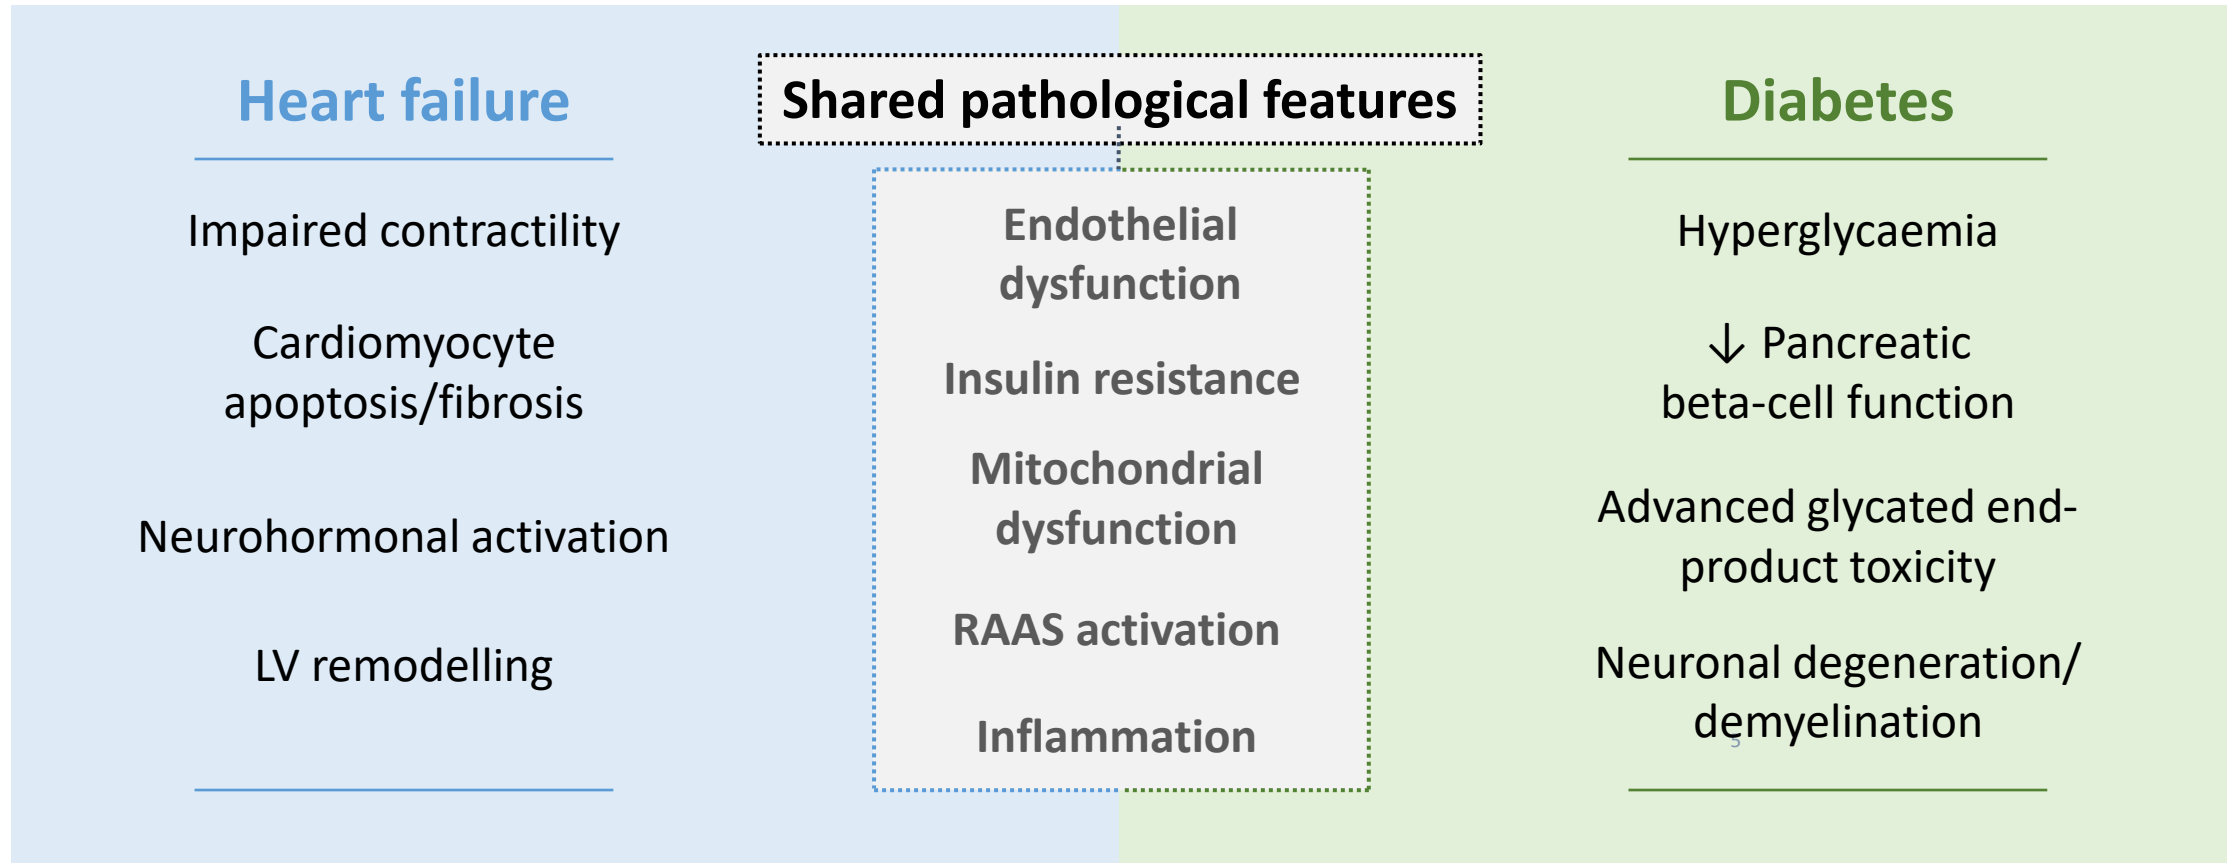 Heart failure
Impaired contractility
Cardiomyocyte
apoptosis/fibrosis
Neurohormonal activation
LV remodelling
Shared pathological features
Endothelial
dysfunction
Insulin resistance
Mitochondrial
dysfunction
RAAS activation
Inflammation
Diabetes
Hyperglycaemia
↓ Pancreatic
beta-cell function
Advanced glycated end-
product toxicity
Neuronal degeneration/
demyelination
5